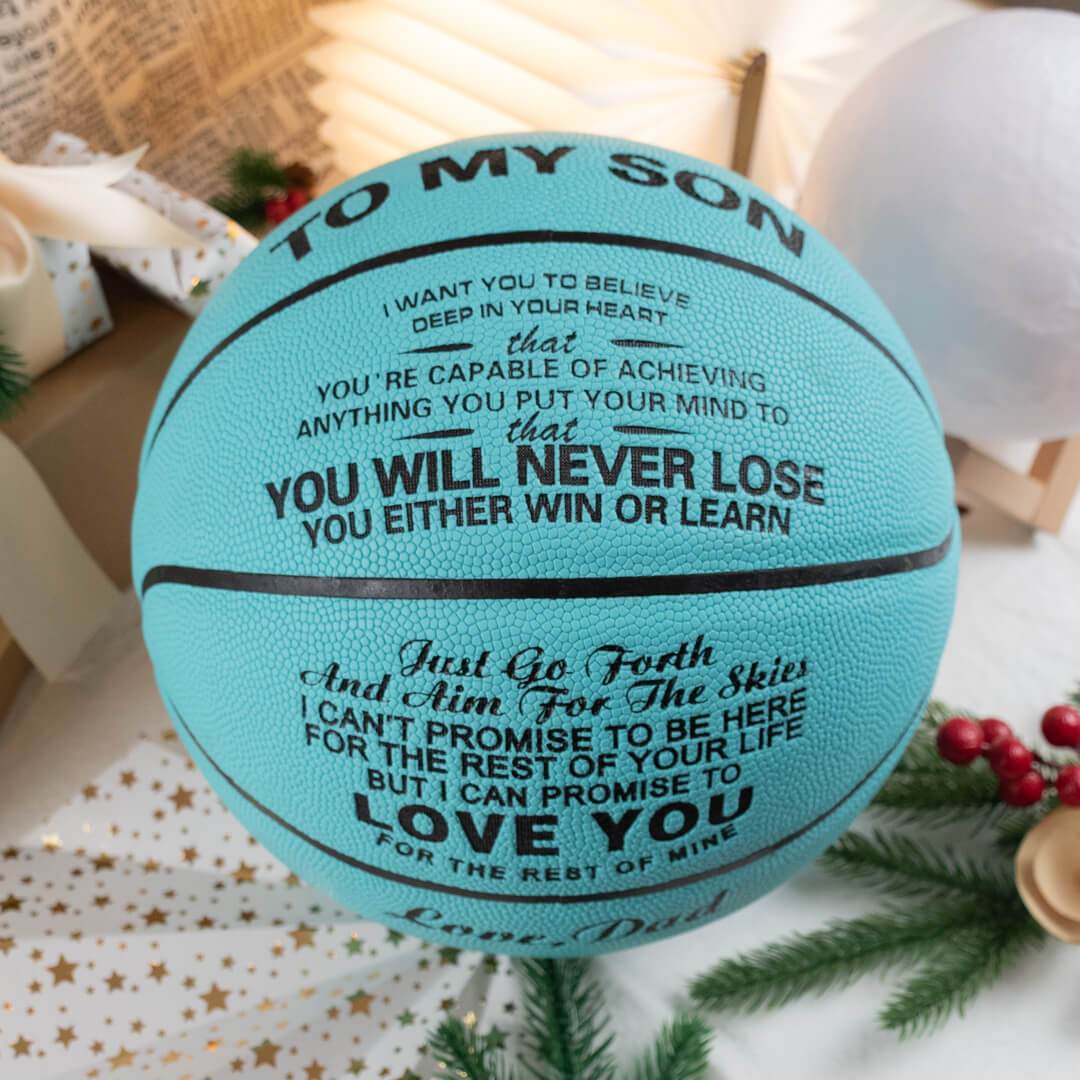 TO MY SON
I WANT YOU TO BELIEVE
DEEP IN YOUR HEART
that
YOU'RE CAPABLE OF ACHIEVING
ANYTHING YOU PUT YOUR MIND TO
that
YOU WILL NEVER LOSE
YOU EITHER WIN OR LEARN
Just Go Forth
And Aim For The Skies
I CAN'T PROMISE TO BE HERE
FOR THE REST OF YOUR LIFE
BUT I CAN PROMISE TO
LOVE YOU
FOR THE REST OF MINE
Love, Dad